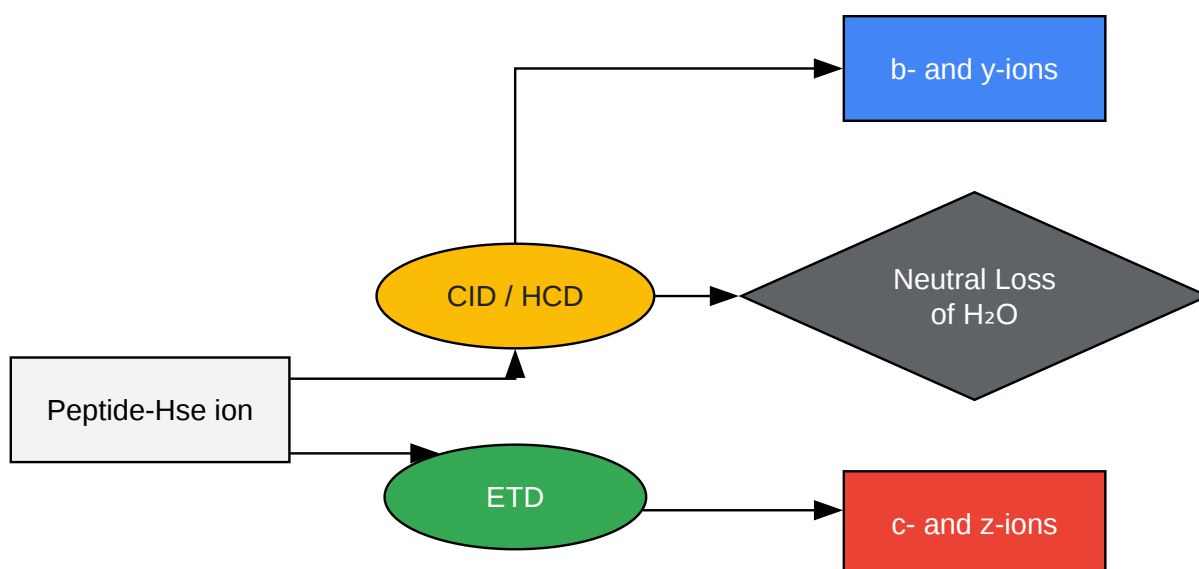 b- and y-ions
Neutral Loss
of H₂O
CID / HCD
Peptide-Hse ion
ETD
c- and z-ions